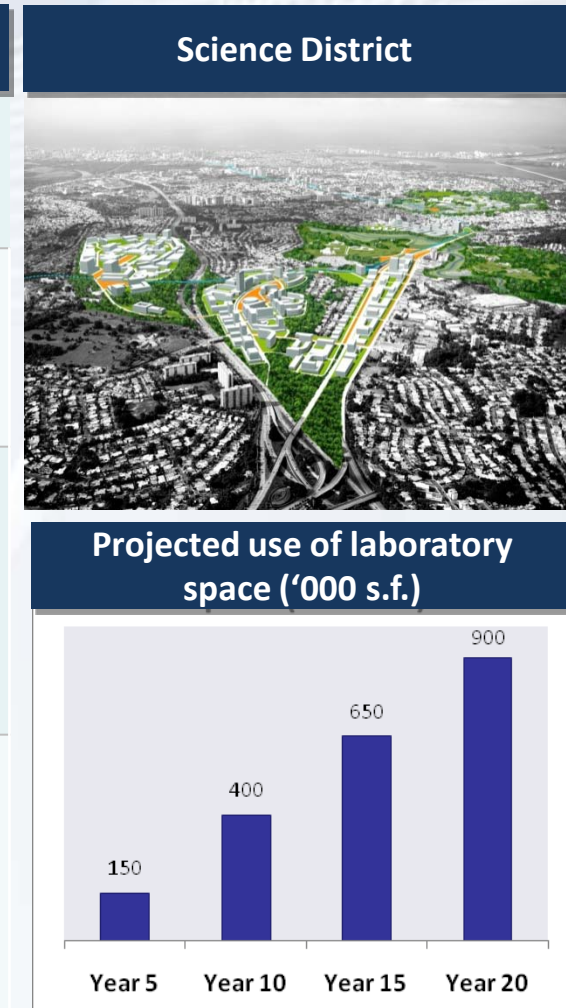 Science District
Projected use of laboratory
space (‘000 s.f.)
900
650
400
150
Year 5 Year 10 Year 15 Year 20